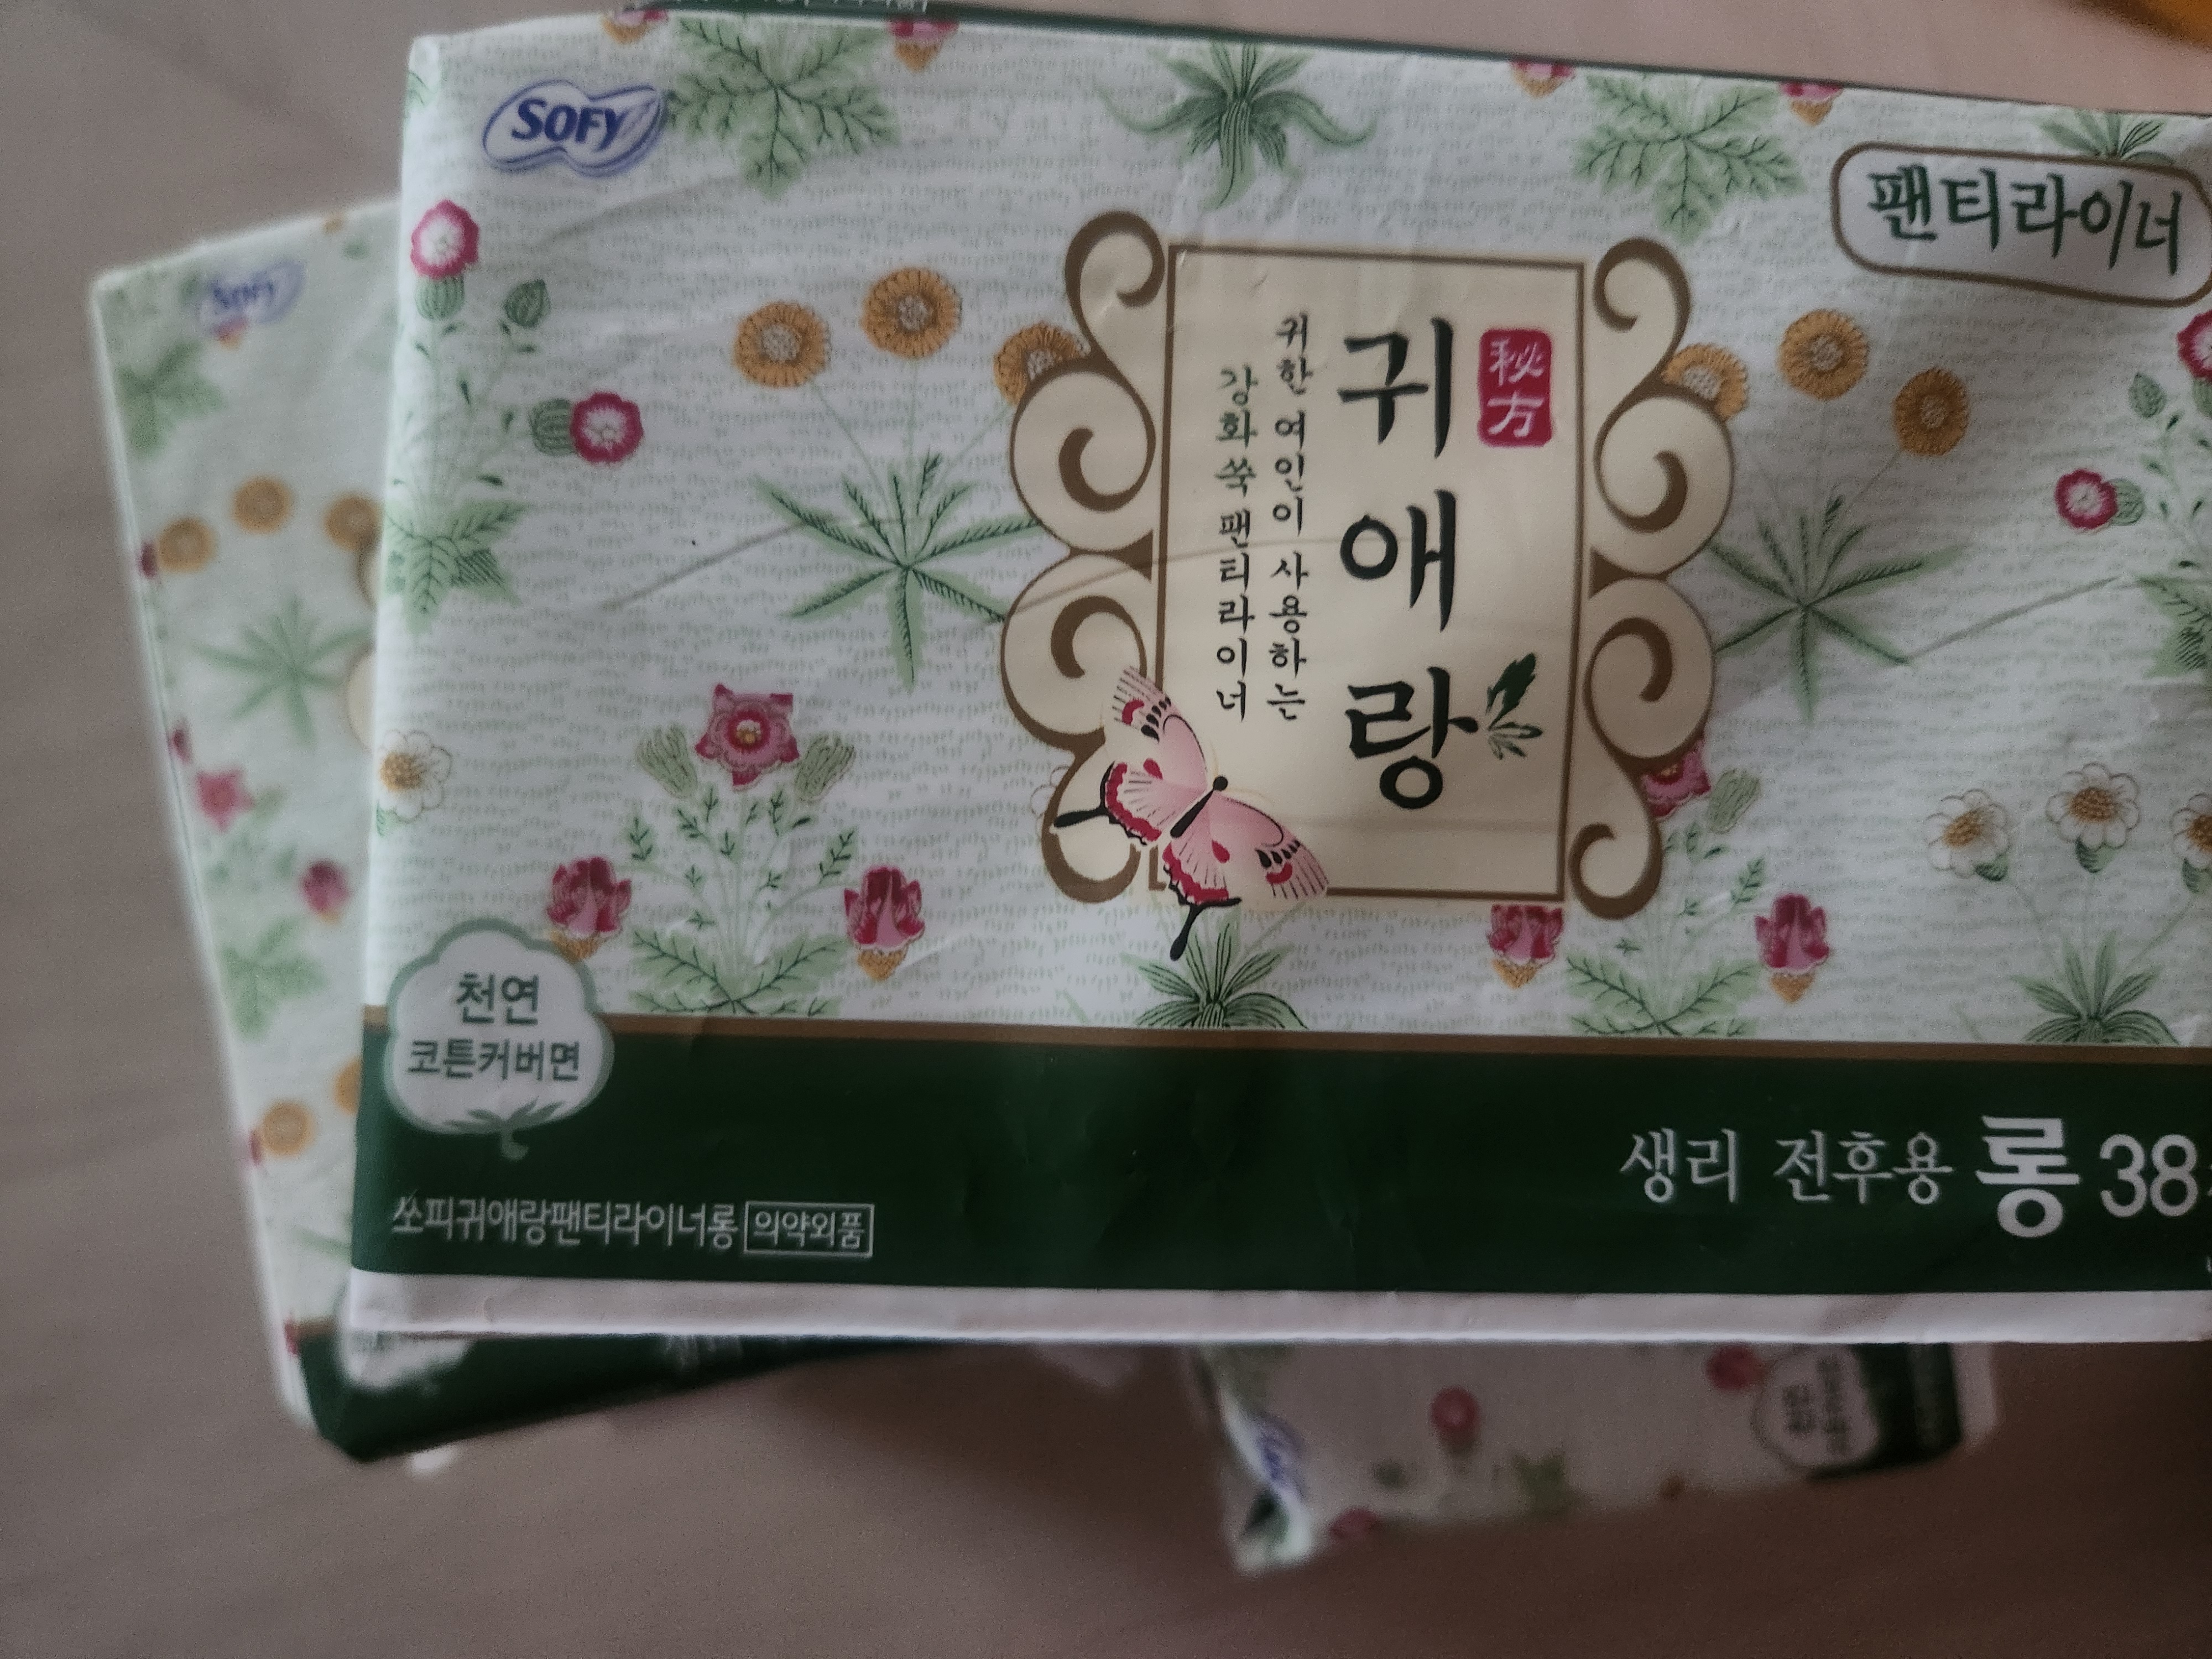 SOFY
팬티라이너
秘方
귀애랑
귀한 여인이 사용하는
강화쑥 팬티라이너
천연
코튼커버면
생리 전후용 롱 38
쏘피귀애랑팬티라이너롱 의약외품
SOFY